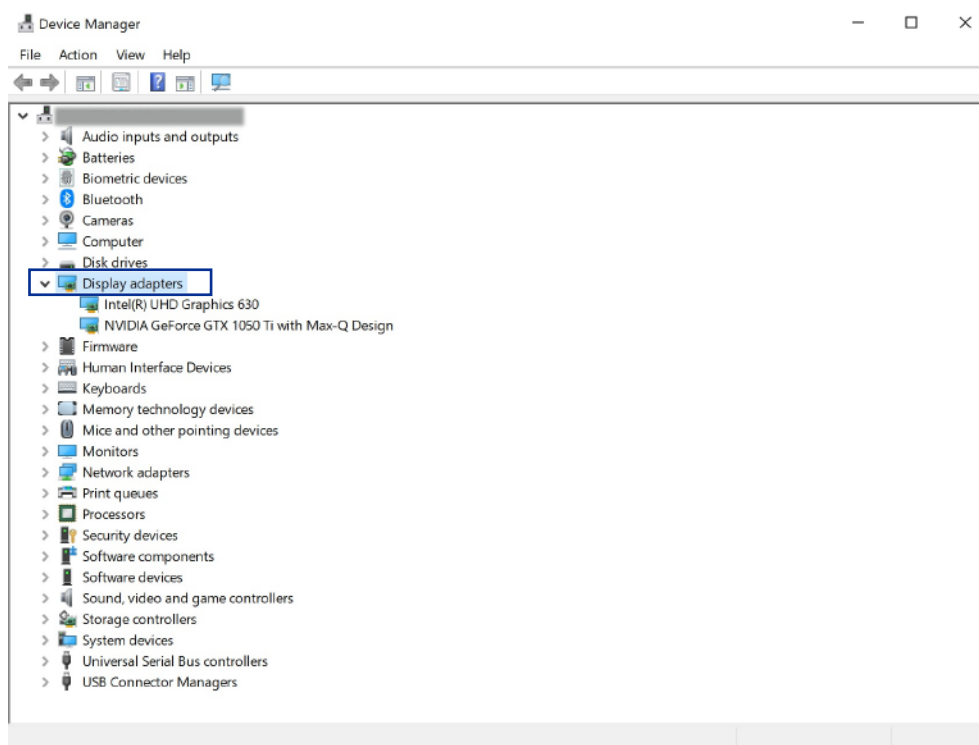 Device Manager
File Action View Help
Audio inputs and outputs
Batteries
Biometric devices
Bluetooth
Cameras
Computer
Disk drives
Display adapters
Intel(R) UHD Graphics 630
NVIDIA GeForce GTX 1050 Ti with Max-Q Design
Firmware
Human Interface Devices
Keyboards
Memory technology devices
Mice and other pointing devices
Monitors
Network adapters
Print queues
Processors
Security devices
Software components
Software devices
Sound, video and game controllers
Storage controllers
System devices
Universal Serial Bus controllers
USB Connector Managers